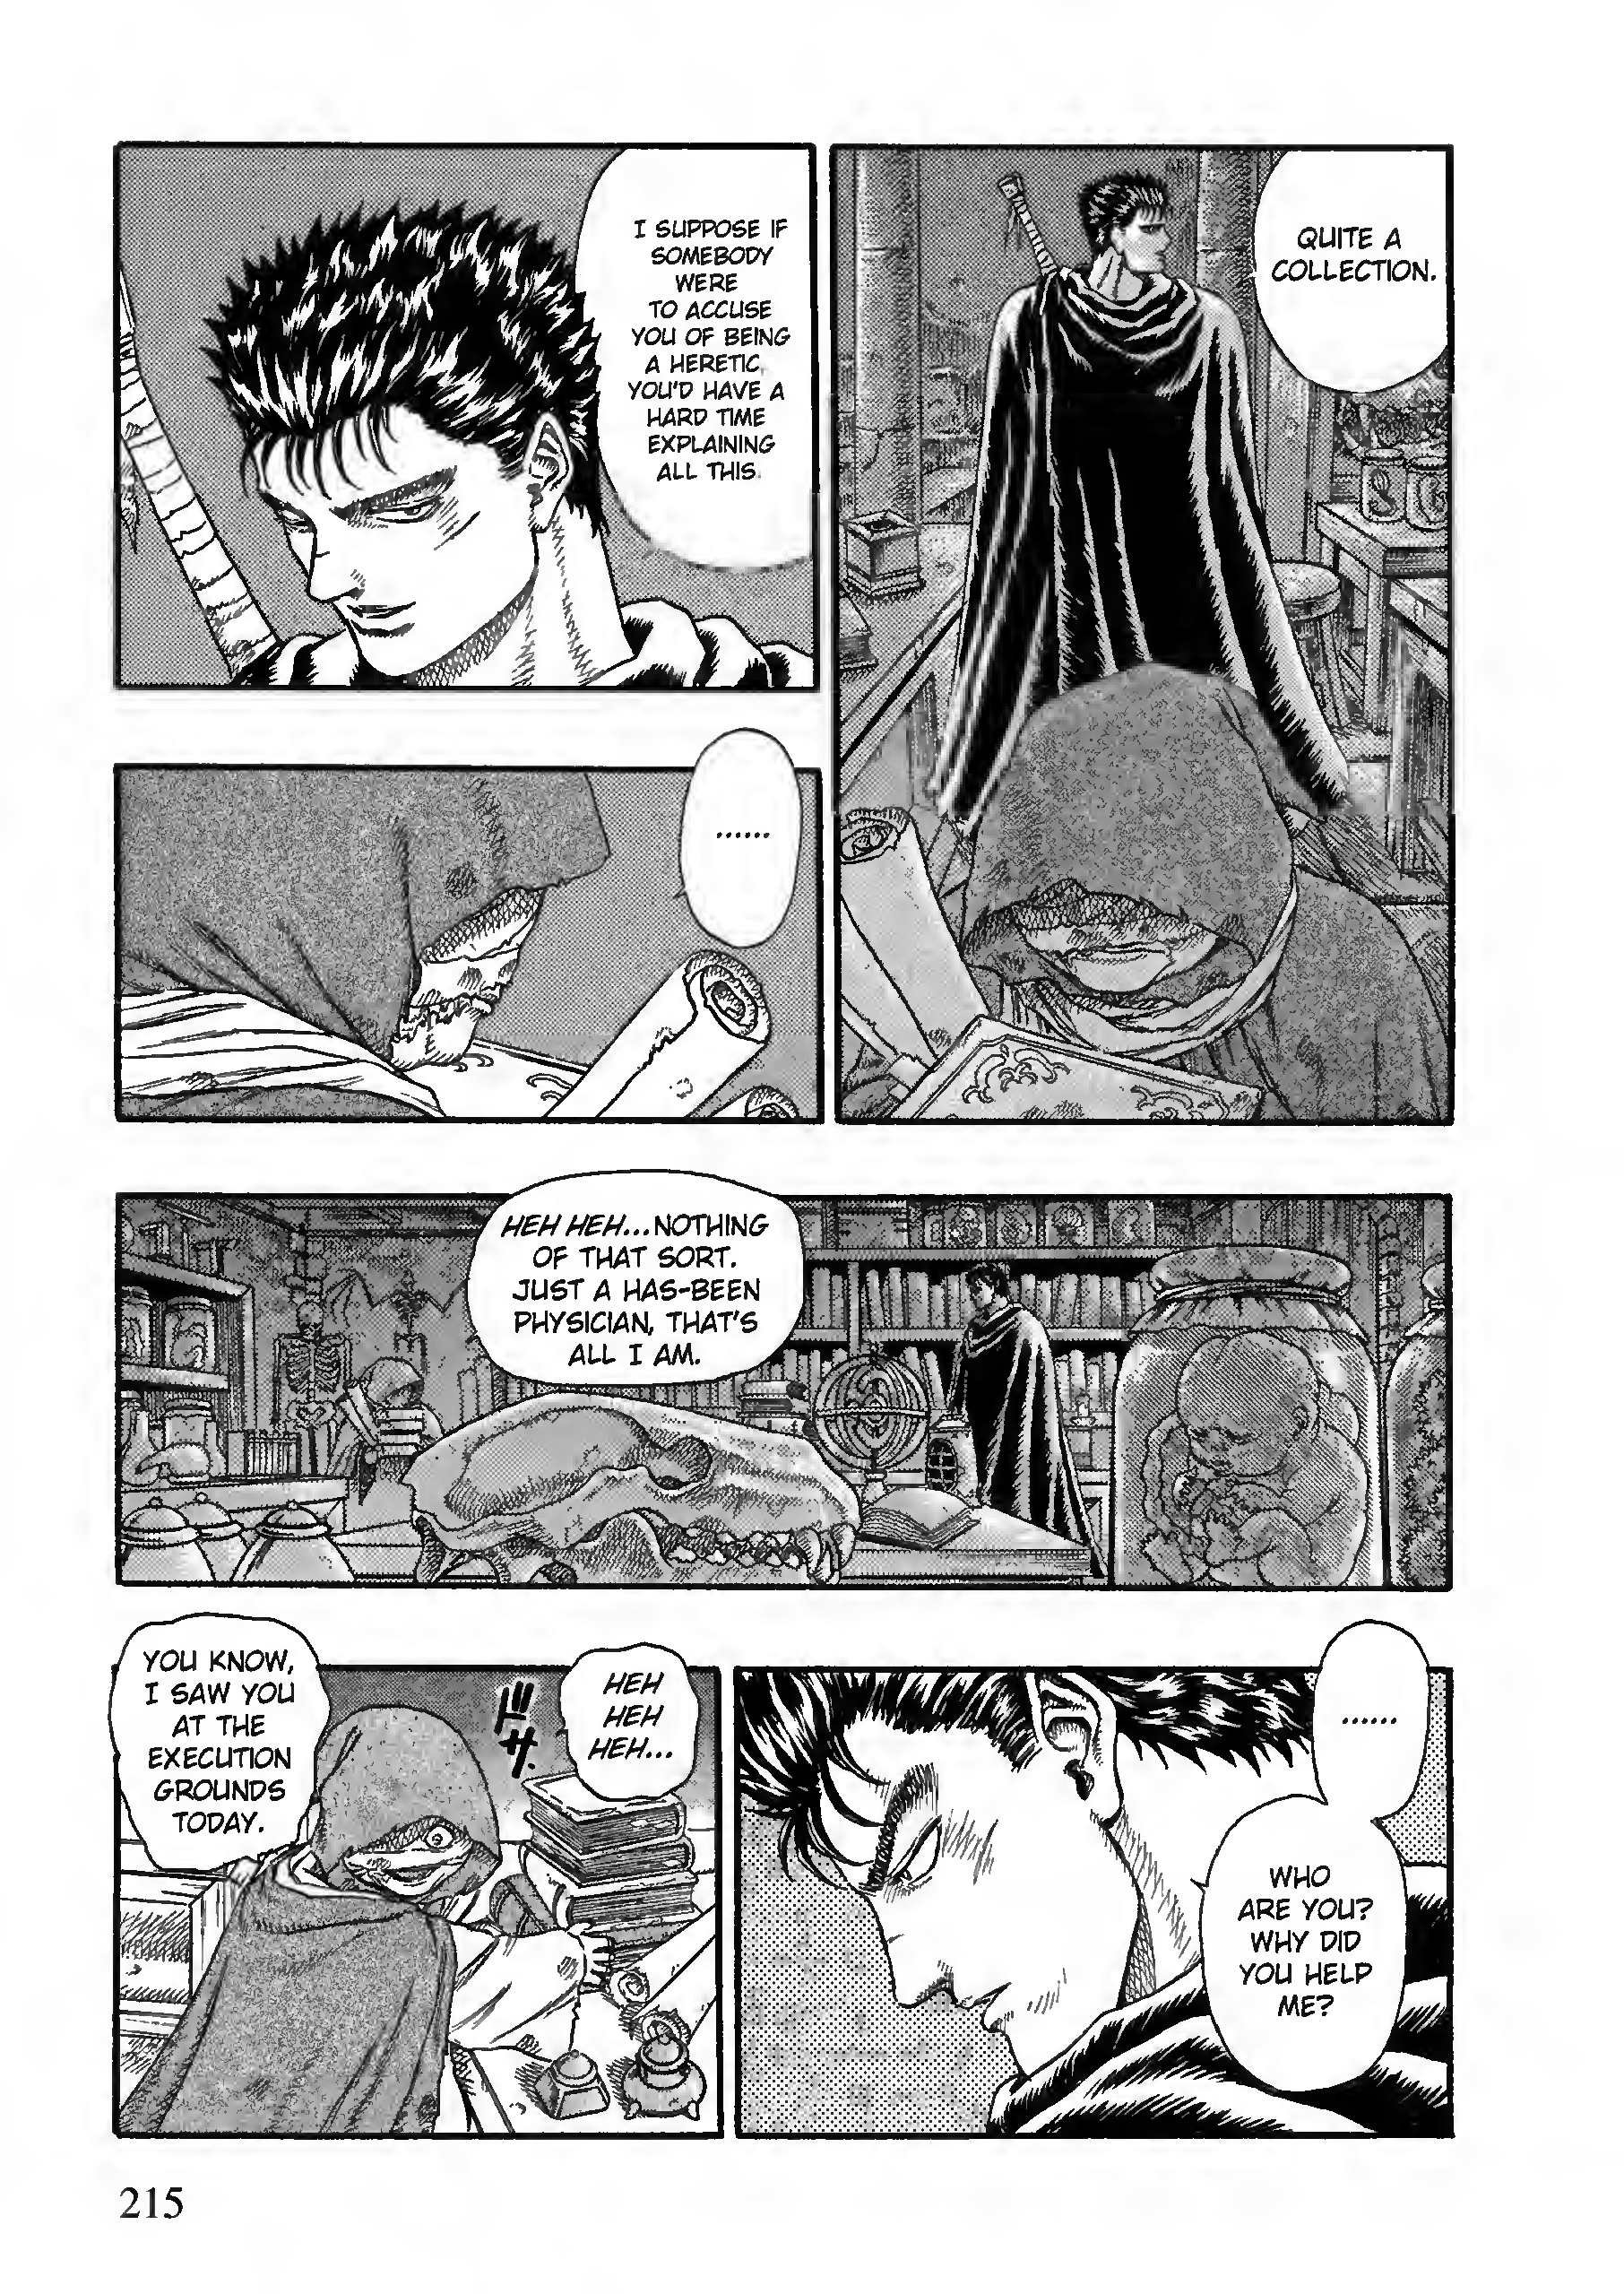 QUITE A
COLLECTION.
I SUPPOSE IF
SOMEBODY
WERE
TO ACCUSE
YOU OF BEING
A HERETIC,
YOU'D HAVE A
HARD TIME
EXPLAINING
ALL THIS.
......
HEH HEH...NOTHING
OF THAT SORT.
JUST A HAS-BEEN
PHYSICIAN, THAT'S
ALL I AM.
......
WHO
ARE YOU?
WHY DID
YOU HELP
ME?
HEH
HEH
HEH...
ドサ
YOU KNOW,
I SAW YOU
AT THE
EXECUTION
GROUNDS
TODAY.
215